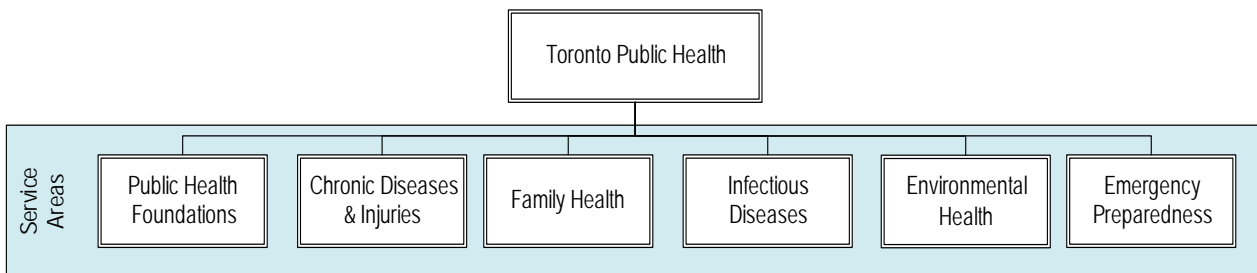 Toronto Public Health
Service
Areas
Public Health
Foundations
Chronic Diseases
& Injuries
Family Health
Infectious
Diseases
Environmental
Health
Emergency
Preparedness